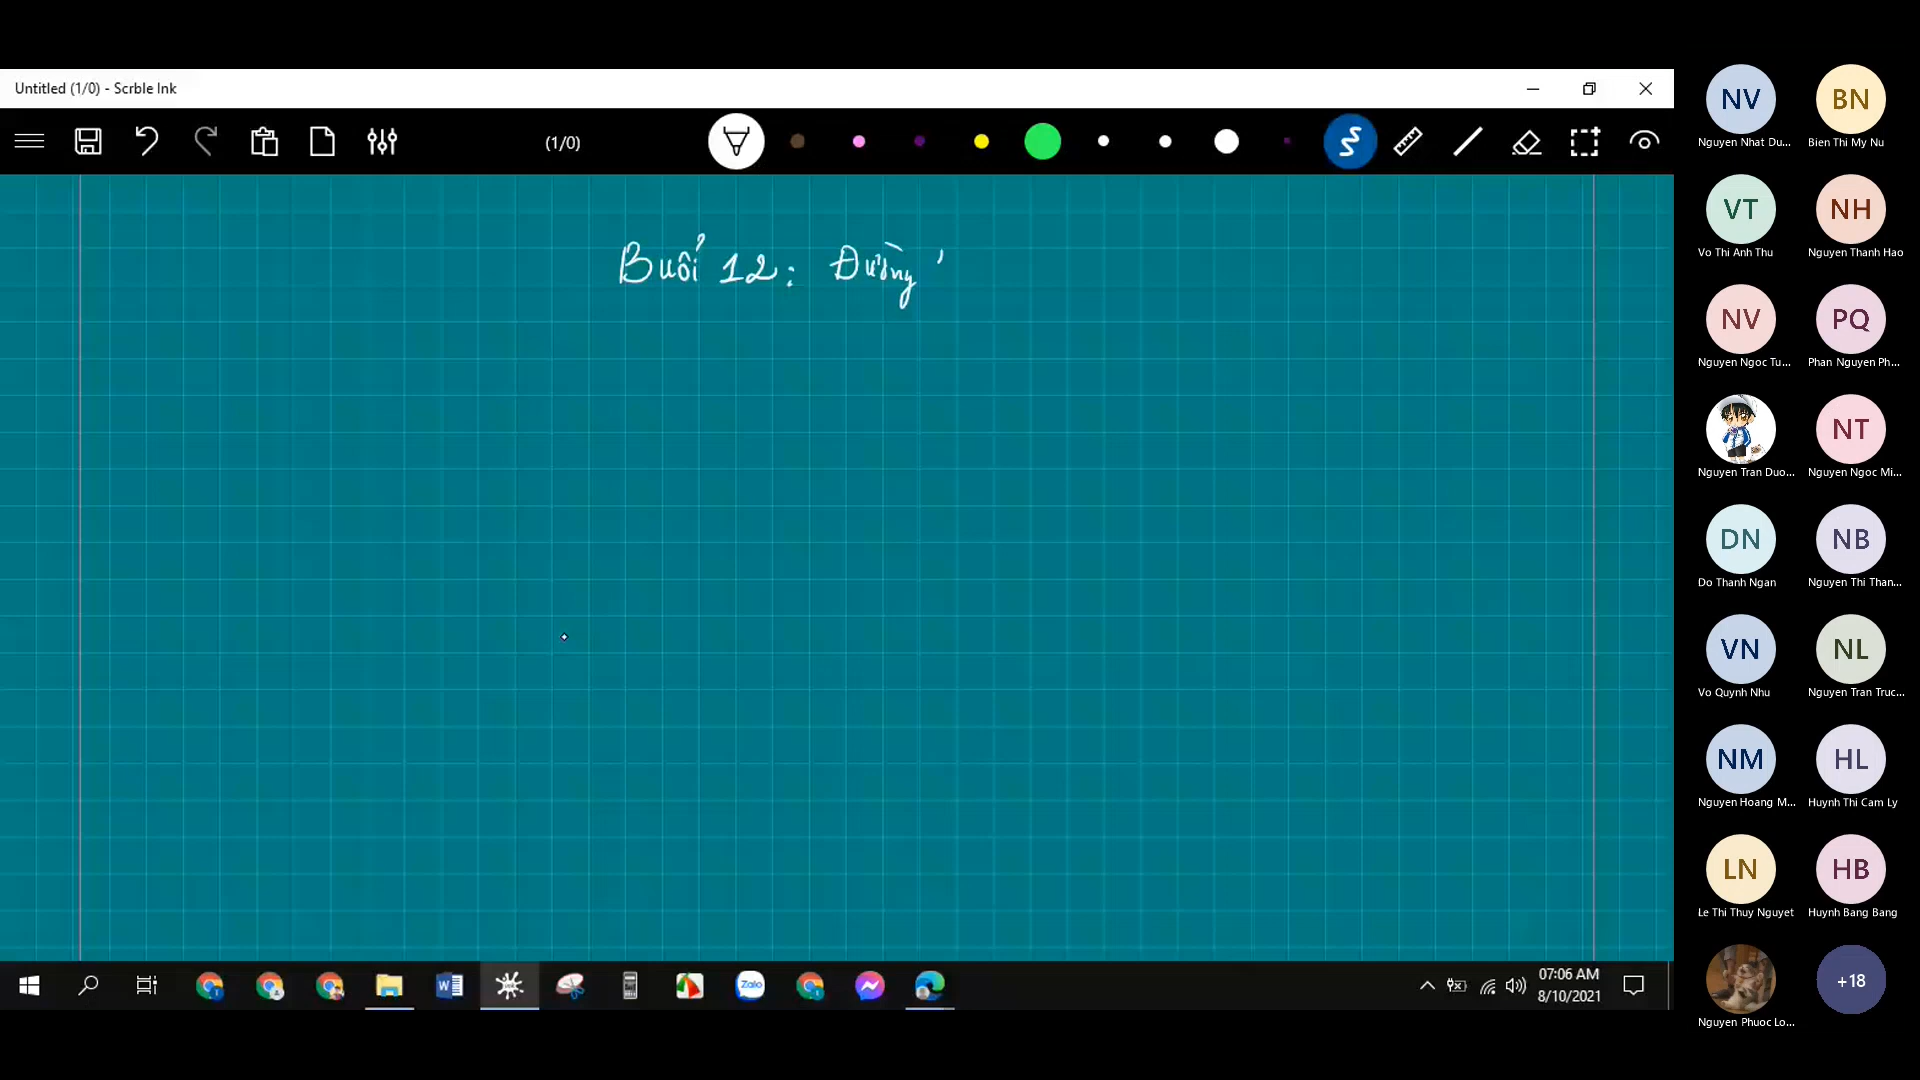 Untitled (1/0) - Scrble Ink
(1/0)
Buổi 12: Đường
NV BN
Nguyen Nhat Du... Bien Thi My Nu
VT NH
Vo Thi Anh Thu Nguyen Thanh Hao
NV PQ
Nguyen Ngoc Tu... Phan Nguyen Ph...
NT
Nguyen Tran Duo... Nguyen Ngoc Mi...
DN NB
Do Thanh Ngan Nguyen Thi Than...
VN NL
Vo Quynh Nhu Nguyen Tran Truc...
NM HL
Nguyen Hoang M... Huynh Thi Cam Ly
LN HB
Le Thi Thuy Nguyet Huynh Bang Bang
+18
Nguyen Phuoc Lo...
Zalo
07:06 AM
8/10/2021